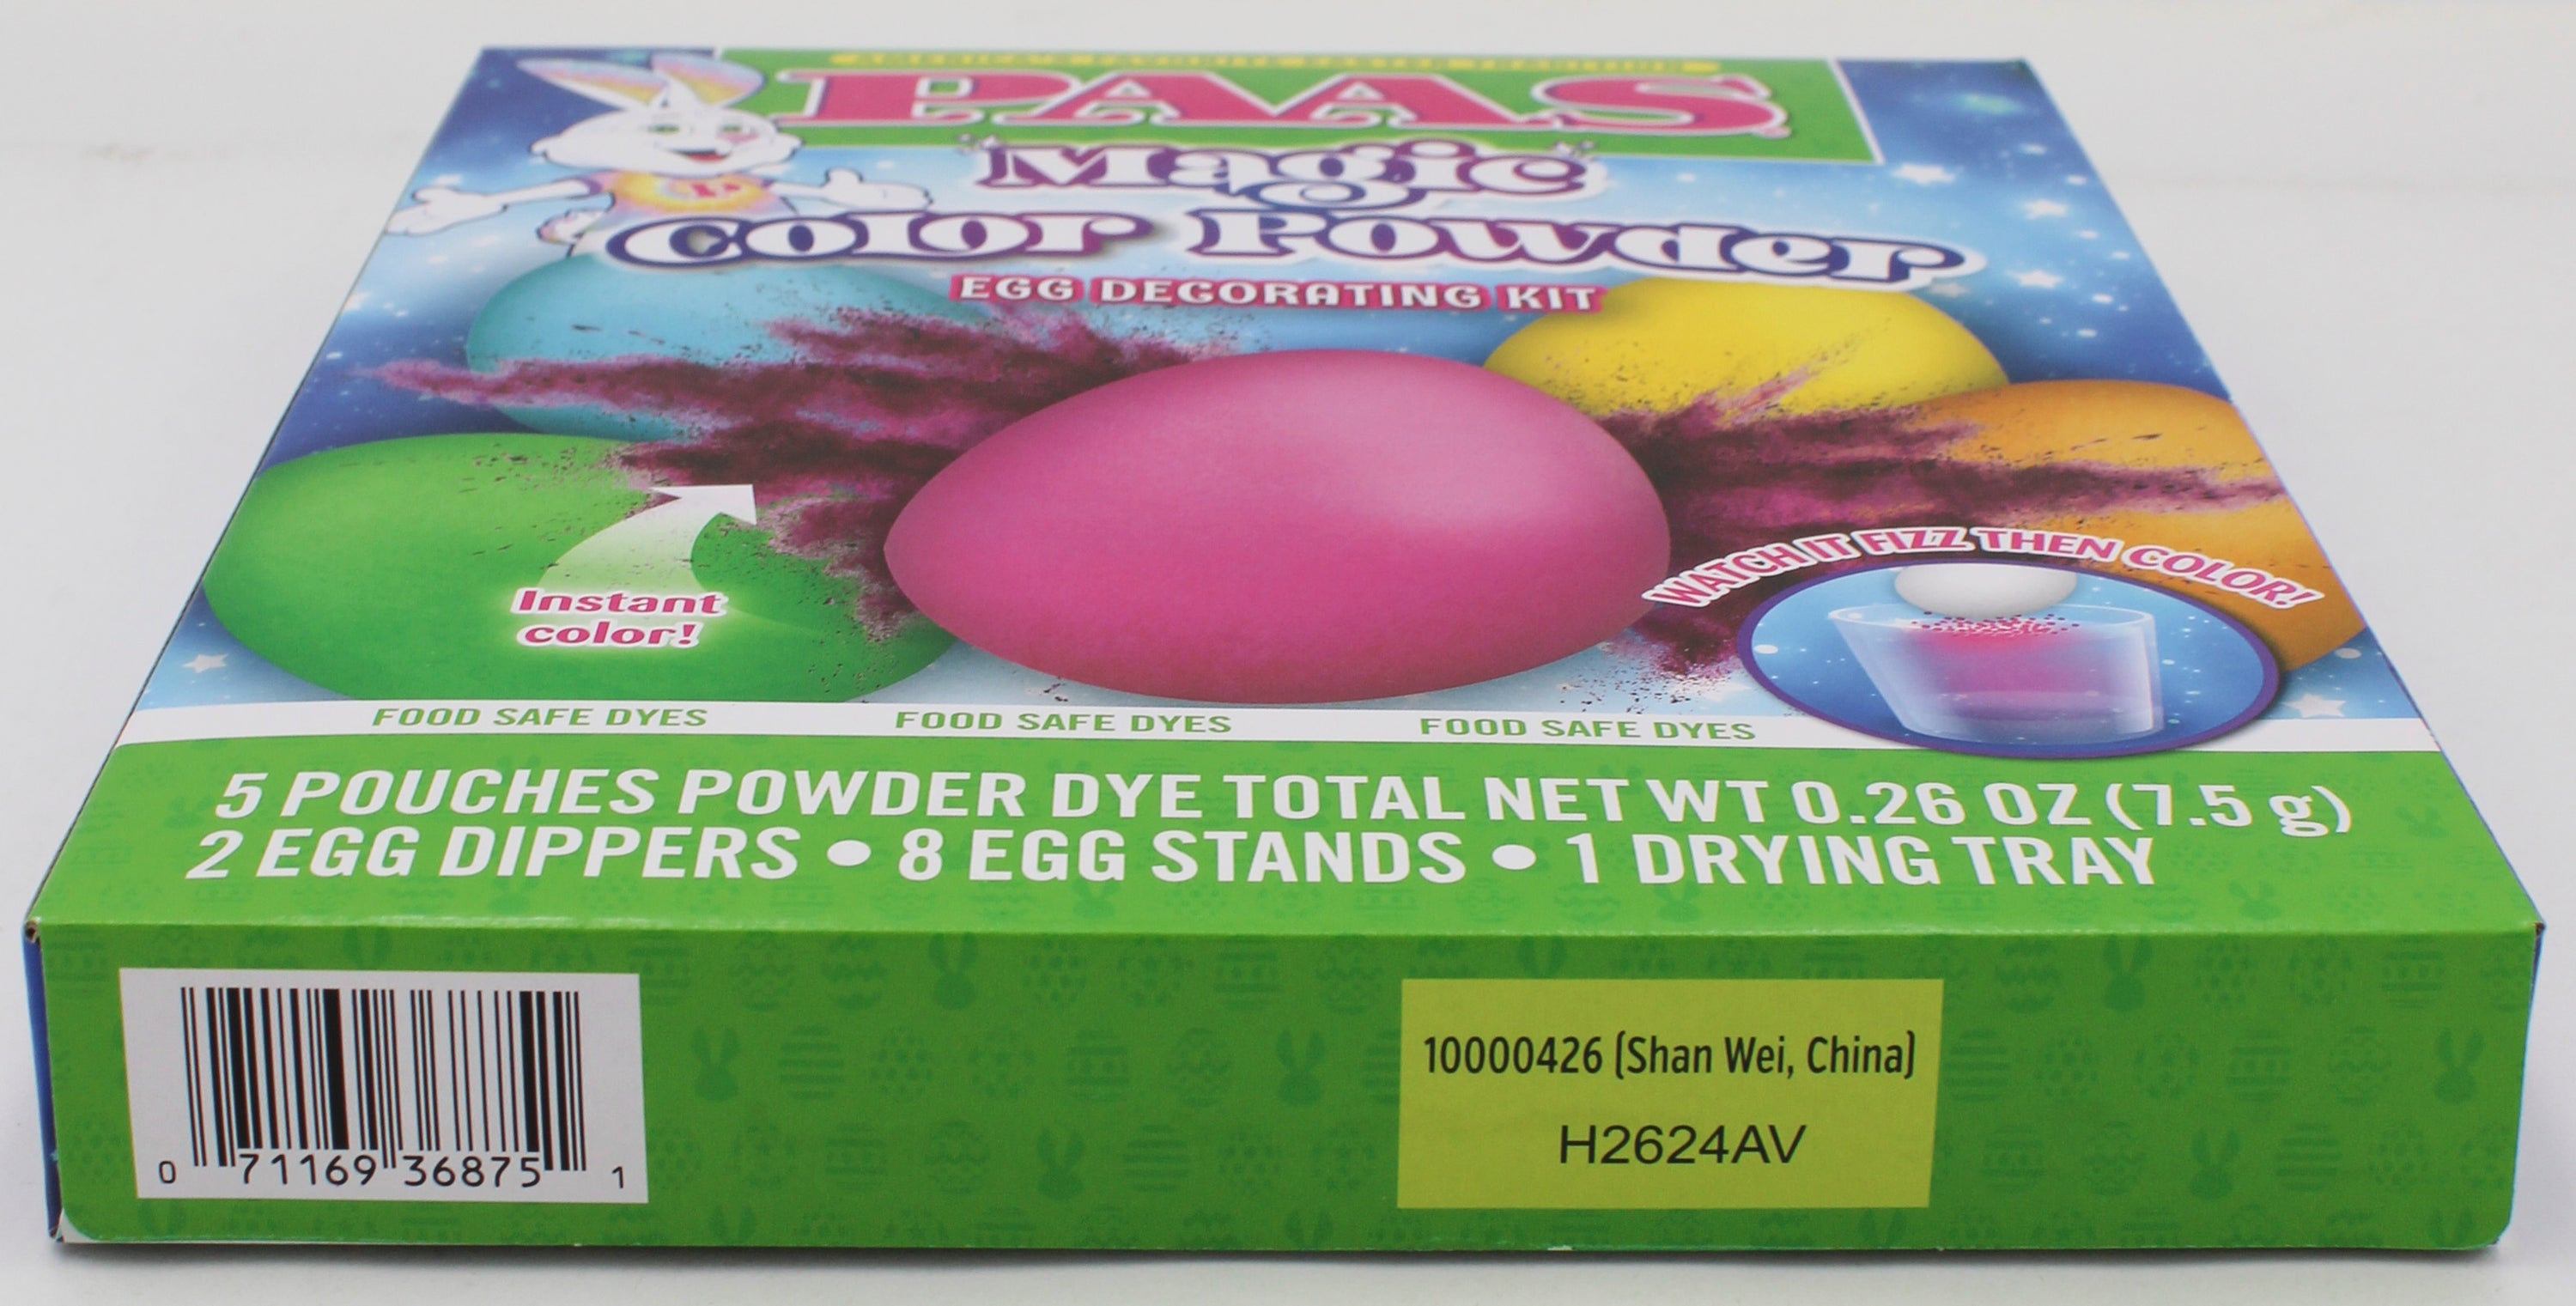 PAAS
Magic
Color Powder
EGG DECORATING KIT
WATCH IT FIZZ THEN COLOR!
Instant
color!
FOOD SAFE DYES FOOD SAFE DYES FOOD SAFE DYES
5 POUCHES POWDER DYE TOTAL NET WT 0.26 OZ (7.5 g)
2 EGG DIPPERS • 8 EGG STANDS • 1 DRYING TRAY
10000426 (Shan Wei, China)
H2624AV
0 71169 36875 1